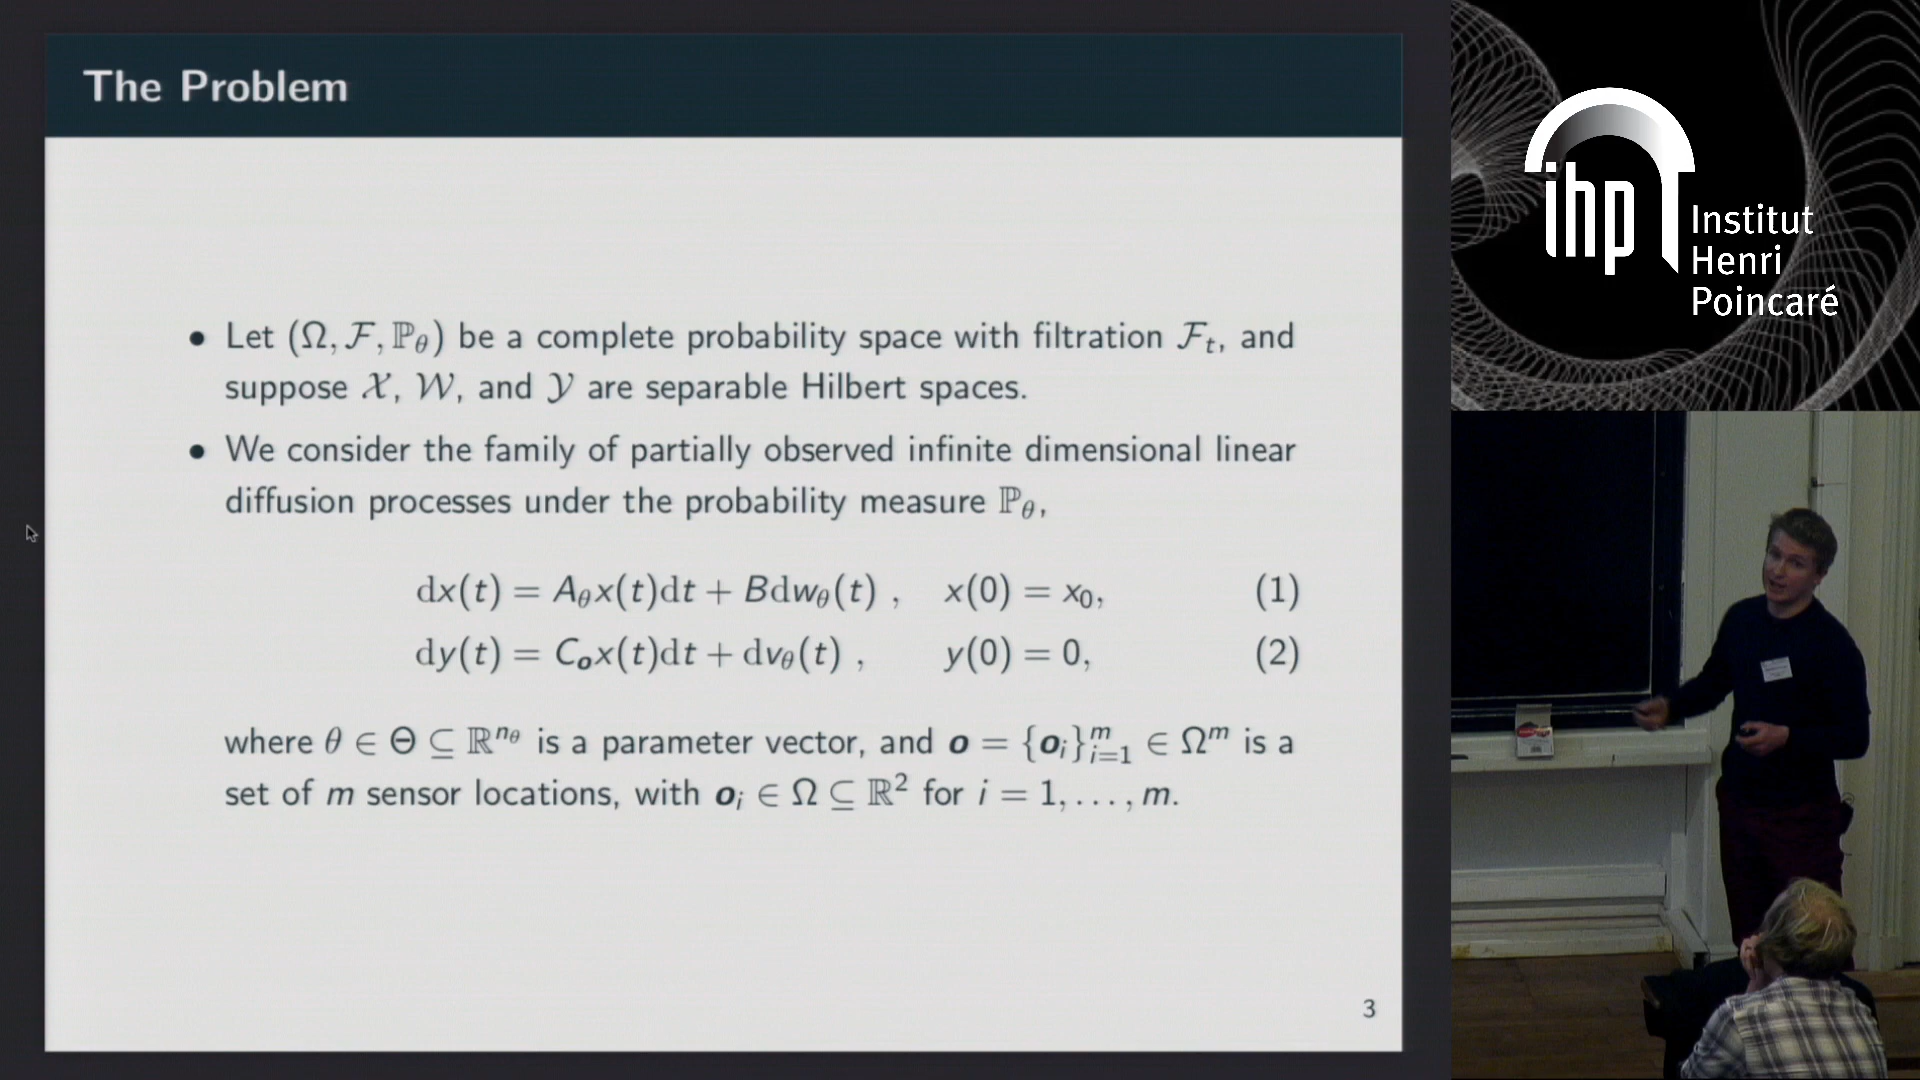 The Problem
• Let (Ω, ℱ, ℙ_θ) be a complete probability space with filtration ℱ_t, and
suppose 𝒳, 𝒲, and 𝒴 are separable Hilbert spaces.
• We consider the family of partially observed infinite dimensional linear
diffusion processes under the probability measure ℙ_θ,
dx(t) = A_θx(t)dt + Bdw_θ(t) , x(0) = x₀, (1)
dy(t) = C_𝒐x(t)dt + dv_θ(t) , y(0) = 0, (2)
where θ ∈ Θ ⊆ ℝ^{n_θ} is a parameter vector, and 𝒐 = {𝒐_i}_{i=1}^m ∈ Ω^m is a
set of m sensor locations, with 𝒐_i ∈ Ω ⊆ ℝ² for i = 1, . . . , m.
3
ihp
Institut
Henri
Poincaré